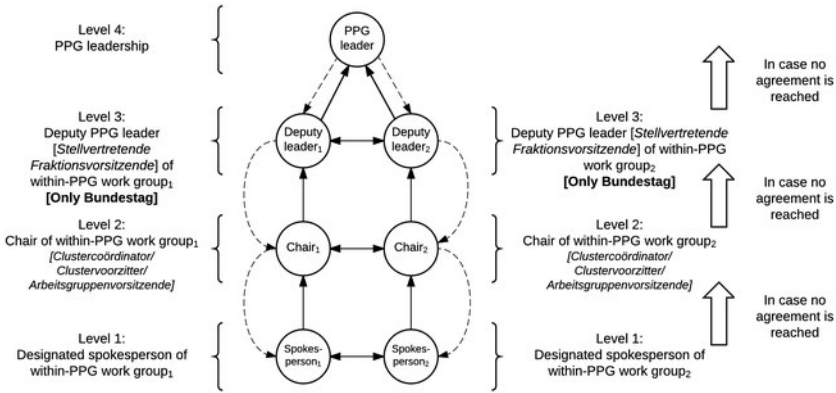 Level 4:
PPG leadership
PPG
leader
In case no
agreement is
reached
Level 3:
Deputy PPG leader
[Stellvertretende
Fraktionsvorsitzende] of
within-PPG work group₁
[Only Bundestag]
Deputy
leader₁
Deputy
leader₂
Level 3:
Deputy PPG leader [Stellvertretende
Fraktionsvorsitzende] of within-PPG
work group₂
[Only Bundestag]
In case no
agreement is
reached
Level 2:
Chair of within-PPG work group₁
[Clustercoördinator/
Clustervoorzitter/
Arbeitsgruppenvorsitzende]
Chair₁
Chair₂
Level 2:
Chair of within-PPG work group₂
[Clustercoördinator/
Clustervoorzitter/
Arbeitsgruppenvorsitzende]
In case no
agreement is
reached
Level 1:
Designated spokesperson of
within-PPG work group₁
Spokes-
person₁
Spokes-
person₂
Level 1:
Designated spokesperson of
within-PPG work group₂